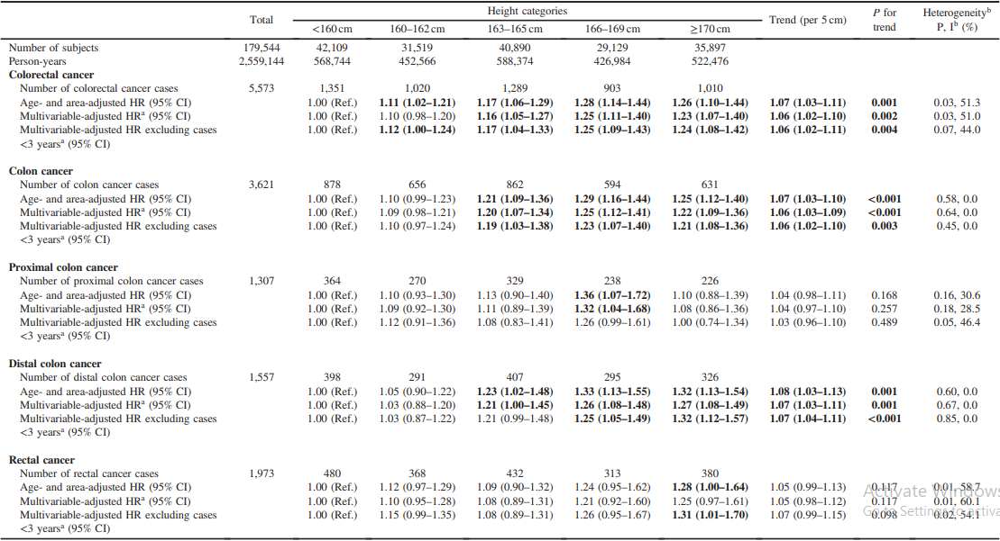 Height categories
Total <160 cm 160–162 cm 163–165 cm 166–169 cm ≥170 cm Trend (per 5 cm) P for trend Heterogeneityᵇ P, Iᵇ (%)
Number of subjects 179,544 42,109 31,519 40,890 29,129 35,897
Person-years 2,559,144 568,744 452,566 588,374 426,984 522,476
Colorectal cancer
Number of colorectal cancer cases 5,573 1,351 1,020 1,289 903 1,010
Age- and area-adjusted HR (95% CI) 1.00 (Ref.) 1.11 (1.02–1.21) 1.17 (1.06–1.29) 1.28 (1.14–1.44) 1.26 (1.10–1.44) 1.07 (1.03–1.11) 0.001 0.03, 51.3
Multivariable-adjusted HRᵃ (95% CI) 1.00 (Ref.) 1.10 (0.98–1.20) 1.16 (1.05–1.27) 1.25 (1.11–1.40) 1.23 (1.07–1.40) 1.06 (1.02–1.10) 0.002 0.03, 51.0
Multivariable-adjusted HR excluding cases 1.00 (Ref.) 1.12 (1.00–1.24) 1.17 (1.04–1.33) 1.25 (1.09–1.43) 1.24 (1.08–1.42) 1.06 (1.02–1.11) 0.004 0.07, 44.0
<3 yearsᵃ (95% CI)
Colon cancer
Number of colon cancer cases 3,621 878 656 862 594 631
Age- and area-adjusted HR (95% CI) 1.00 (Ref.) 1.10 (0.99–1.23) 1.21 (1.09–1.36) 1.29 (1.16–1.44) 1.25 (1.12–1.40) 1.07 (1.03–1.10) <0.001 0.58, 0.0
Multivariable-adjusted HRᵃ (95% CI) 1.00 (Ref.) 1.09 (0.98–1.21) 1.20 (1.07–1.34) 1.25 (1.12–1.41) 1.22 (1.09–1.36) 1.06 (1.03–1.09) <0.001 0.64, 0.0
Multivariable-adjusted HR excluding cases 1.00 (Ref.) 1.10 (0.97–1.24) 1.19 (1.03–1.38) 1.23 (1.07–1.40) 1.21 (1.08–1.36) 1.06 (1.02–1.10) 0.003 0.45, 0.0
<3 yearsᵃ (95% CI)
Proximal colon cancer
Number of proximal colon cancer cases 1,307 364 270 329 238 226
Age- and area-adjusted HR (95% CI) 1.00 (Ref.) 1.10 (0.93–1.30) 1.13 (0.90–1.40) 1.36 (1.07–1.72) 1.10 (0.88–1.39) 1.04 (0.98–1.11) 0.168 0.16, 30.6
Multivariable-adjusted HRᵃ (95% CI) 1.00 (Ref.) 1.09 (0.92–1.30) 1.11 (0.89–1.39) 1.32 (1.04–1.68) 1.08 (0.86–1.36) 1.04 (0.97–1.10) 0.257 0.18, 28.5
Multivariable-adjusted HR excluding cases 1.00 (Ref.) 1.12 (0.91–1.36) 1.08 (0.83–1.41) 1.26 (0.99–1.61) 1.00 (0.74–1.34) 1.03 (0.96–1.10) 0.489 0.05, 46.4
<3 yearsᵃ (95% CI)
Distal colon cancer
Number of distal colon cancer cases 1,557 398 291 407 295 326
Age- and area-adjusted HR (95% CI) 1.00 (Ref.) 1.05 (0.90–1.22) 1.23 (1.02–1.48) 1.33 (1.13–1.55) 1.32 (1.13–1.54) 1.08 (1.03–1.13) 0.001 0.60, 0.0
Multivariable-adjusted HRᵃ (95% CI) 1.00 (Ref.) 1.03 (0.88–1.20) 1.21 (1.00–1.45) 1.26 (1.08–1.48) 1.27 (1.08–1.49) 1.07 (1.03–1.11) 0.001 0.67, 0.0
Multivariable-adjusted HR excluding cases 1.00 (Ref.) 1.03 (0.87–1.22) 1.21 (0.99–1.48) 1.25 (1.05–1.49) 1.32 (1.12–1.57) 1.07 (1.04–1.11) <0.001 0.85, 0.0
<3 yearsᵃ (95% CI)
Rectal cancer
Number of rectal cancer cases 1,973 480 368 432 313 380
Age- and area-adjusted HR (95% CI) 1.00 (Ref.) 1.12 (0.97–1.29) 1.09 (0.90–1.32) 1.24 (0.95–1.62) 1.28 (1.00–1.64) 1.05 (0.99–1.13) 0.117 0.01, 58.7
Activate Windows
Multivariable-adjusted HRᵃ (95% CI) 1.00 (Ref.) 1.10 (0.95–1.28) 1.08 (0.89–1.31) 1.21 (0.92–1.60) 1.25 (0.97–1.61) 1.05 (0.98–1.12) 0.117 0.01, 60.1
Multivariable-adjusted HR excluding cases 1.00 (Ref.) 1.15 (0.99–1.35) 1.08 (0.89–1.31) 1.26 (0.95–1.67) 1.31 (1.01–1.70) 1.07 (0.99–1.15) 0.098 0.02, 54.1
Go to Settings to activa
<3 yearsᵃ (95% CI)